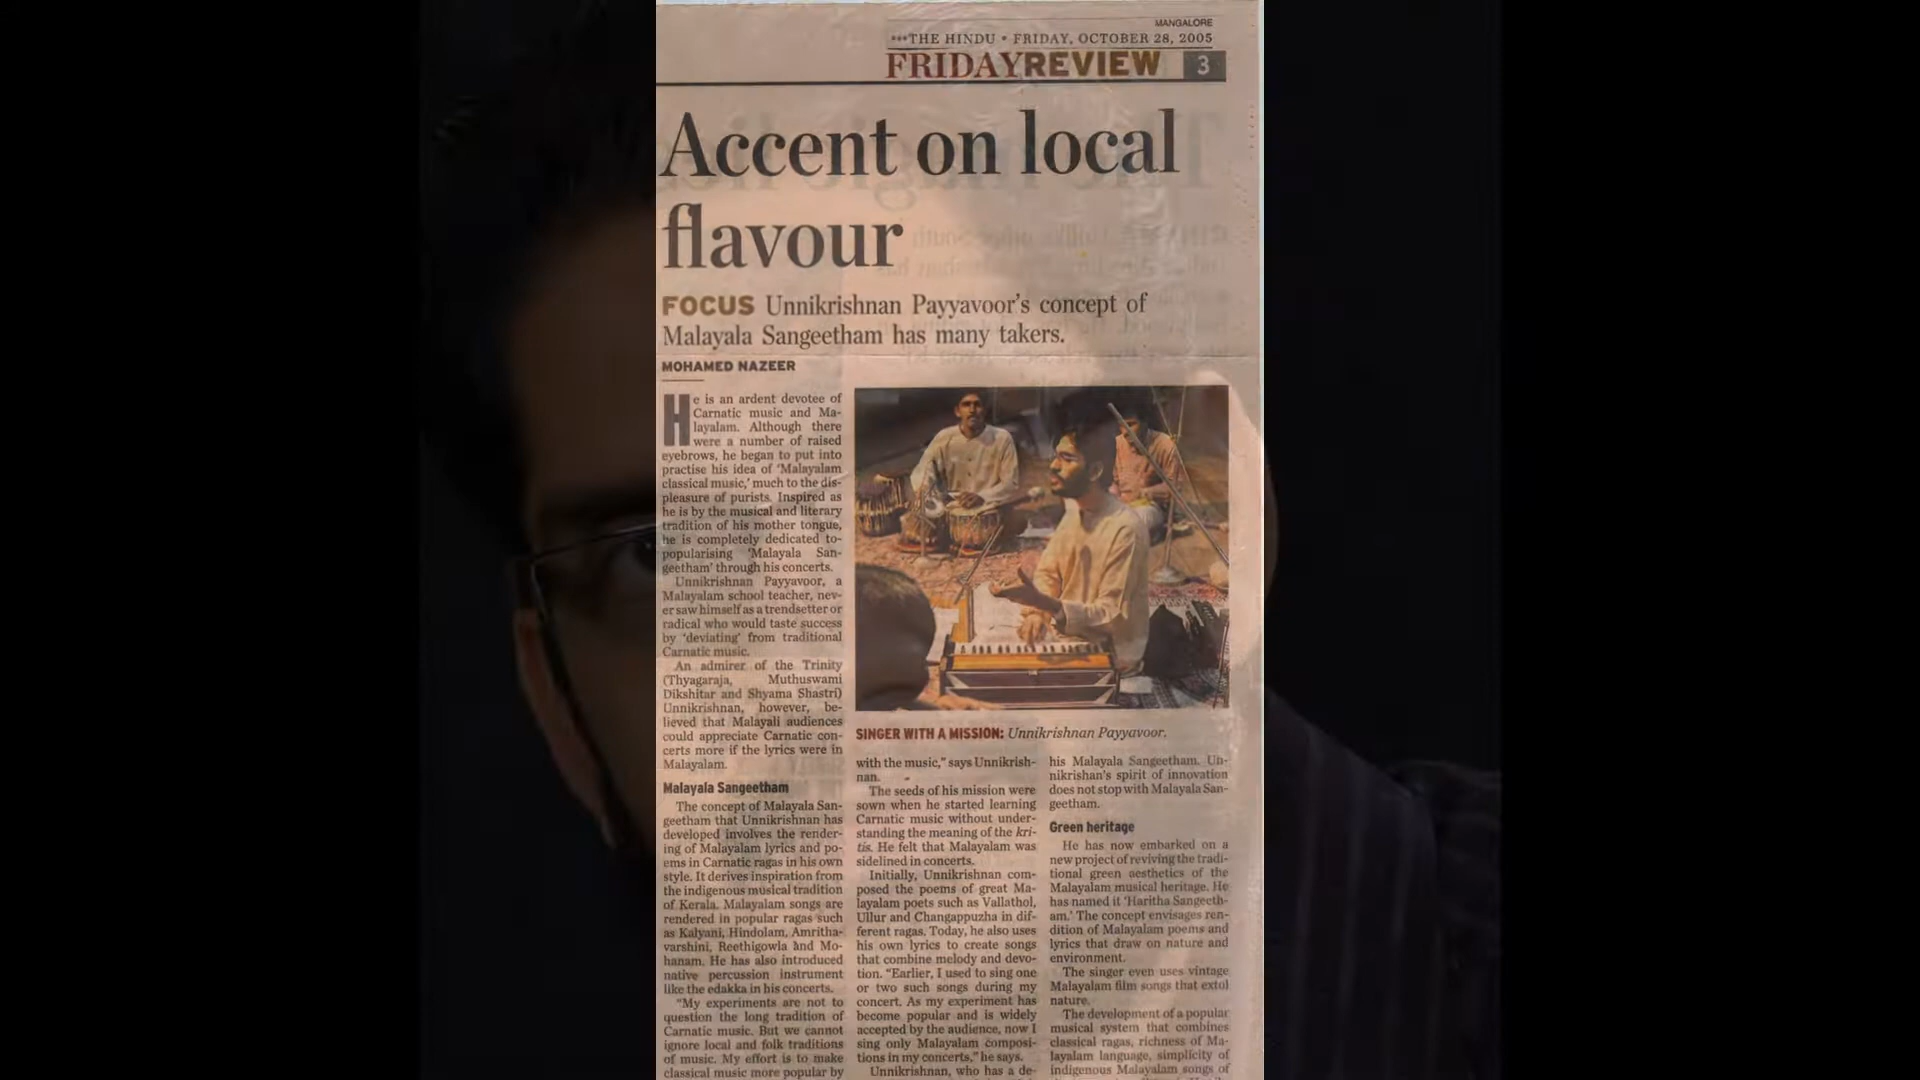 MANGALORE
***THE HINDU • FRIDAY, OCTOBER 28, 2005
FRIDAYREVIEW 3
Accent on local
flavour
FOCUS Unnikrishnan Payyavoor's concept of
Malayala Sangeetham has many takers.
MOHAMED NAZEER
He is an ardent devotee of
Carnatic music and Ma-
layalam. Although there
were a number of raised
eyebrows, he began to put into
practise his idea of 'Malayalam
classical music,' much to the dis-
pleasure of purists. Inspired as
he is by the musical and literary
tradition of his mother tongue,
he is completely dedicated to-
popularising 'Malayala San-
geetham' through his concerts.
Unnikrishnan Payyavoor, a
Malayalam school teacher, nev-
er saw himself as a trendsetter or
radical who would taste success
by 'deviating' from traditional
Carnatic music.
An admirer of the Trinity
(Thyagaraja, Muthuswami
Dikshitar and Shyama Shastri)
Unnikrishnan, however, be-
lieved that Malayali audiences
could appreciate Carnatic con-
certs more if the lyrics were in
Malayalam.
Malayala Sangeetham
The concept of Malayala San-
geetham that Unnikrishnan has
developed involves the render-
ing of Malayalam lyrics and po-
ems in Carnatic ragas in his own
style. It derives inspiration from
the indigenous musical tradition
of Kerala. Malayalam songs are
rendered in popular ragas such
as Kalyani, Hindolam, Amritha-
varshini, Reethigowla and Mo-
hanam. He has also introduced
native percussion instrument
like the edakka in his concerts.
"My experiments are not to
question the long tradition of
Carnatic music. But we cannot
ignore local and folk traditions
of music. My effort is to make
classical music more popular by
SINGER WITH A MISSION: Unnikrishnan Payyavoor.
with the music," says Unnikrish-
nan.
The seeds of his mission were
sown when he started learning
Carnatic music without under-
standing the meaning of the kri-
tis. He felt that Malayalam was
sidelined in concerts.
Initially, Unnikrishnan com-
posed the poems of great Ma-
layalam poets such as Vallathol,
Ullur and Changappuzha in dif-
ferent ragas. Today, he also uses
his own lyrics to create songs
that combine melody and devo-
tion. "Earlier, I used to sing one
or two such songs during my
concert. As my experiment has
become popular and is widely
accepted by the audience, now I
sing only Malayalam composi-
tions in my concerts," he says.
Unnikrishnan, who has a de-
his Malayala Sangeetham. Un-
nikrishan's spirit of innovation
does not stop with Malayala San-
geetham.
Green heritage
He has now embarked on a
new project of reviving the tradi-
tional green aesthetics of the
Malayalam musical heritage. He
has named it 'Haritha Sangeeth-
am.' The concept envisages ren-
dition of Malayalam poems and
lyrics that draw on nature and
environment.
The singer even uses vintage
Malayalam film songs that extol
nature.
The development of a popular
musical system that combines
classical ragas, richness of Ma-
layalam language, simplicity of
indigenous Malayalam songs of